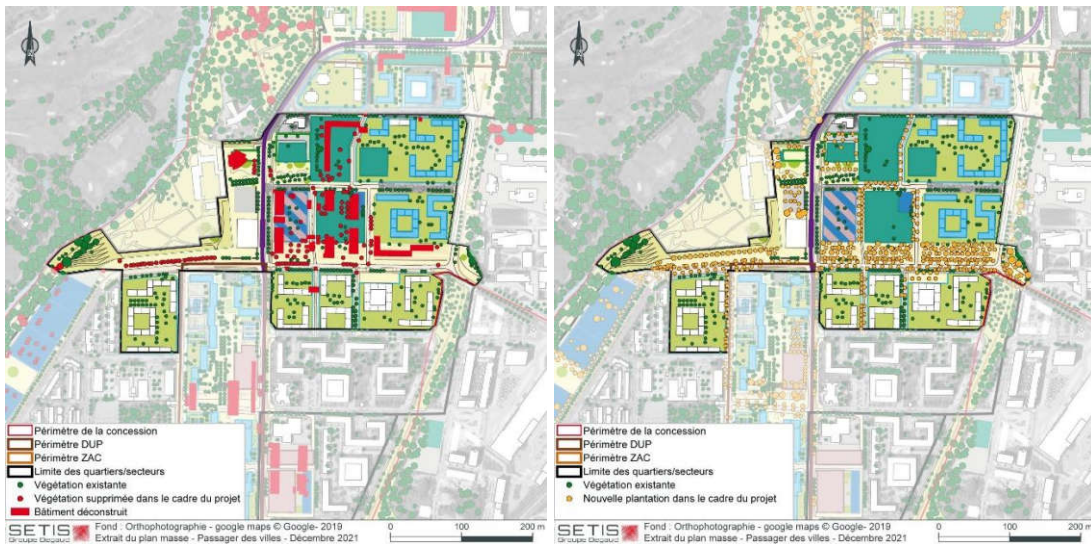 Périmètre de la concession
Périmètre DUP
Périmètre ZAC
Limite des quartiers/secteurs
Végétation existante
Végétation supprimée dans le cadre du projet
Bâtiment déconstruit
SETIS
Groupe Degaud
Fond : Orthophotographie - google maps © Google- 2019
Extrait du plan masse - Passager des villes - Décembre 2021
0 100 200 m
Périmètre de la concession
Périmètre DUP
Périmètre ZAC
Limite des quartiers/secteurs
Végétation existante
Nouvelle plantation dans le cadre du projet
SETIS
Groupe Degaud
Fond : Orthophotographie - google maps © Google- 2019
Extrait du plan masse - Passager des villes - Décembre 2021
0 100 200 m